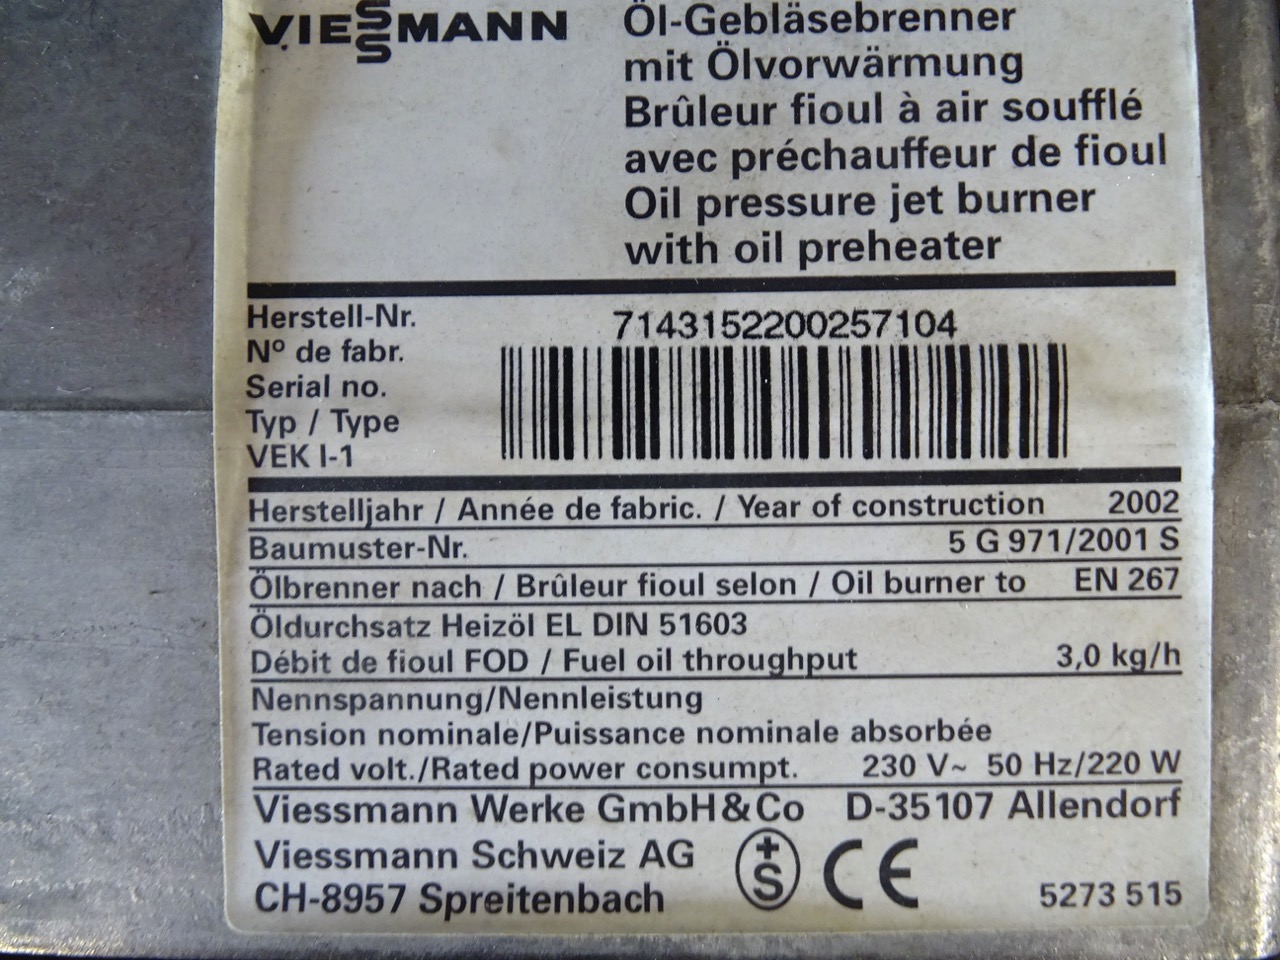 VIESSMANN
Öl-Gebläsebrenner
mit Ölvorwärmung
Brûleur fioul à air soufflé
avec préchauffeur de fioul
Oil pressure jet burner
with oil preheater
Herstell-Nr.
7143152200257104
Nº de fabr.
Serial no.
Typ / Type
VEK I-1
Herstelljahr / Année de fabric. / Year of construction 2002
Baumuster-Nr. 5 G 971/2001 S
Ölbrenner nach / Brûleur fioul selon / Oil burner to EN 267
Öldurchsatz Heizöl EL DIN 51603
Débit de fioul FOD / Fuel oil throughput 3,0 kg/h
Nennspannung/Nennleistung
Tension nominale/Puissance nominale absorbée
Rated volt./Rated power consumpt. 230 V~ 50 Hz/220 W
Viessmann Werke GmbH&Co D-35107 Allendorf
Viessmann Schweiz AG
+S CE
CH-8957 Spreitenbach 5273 515